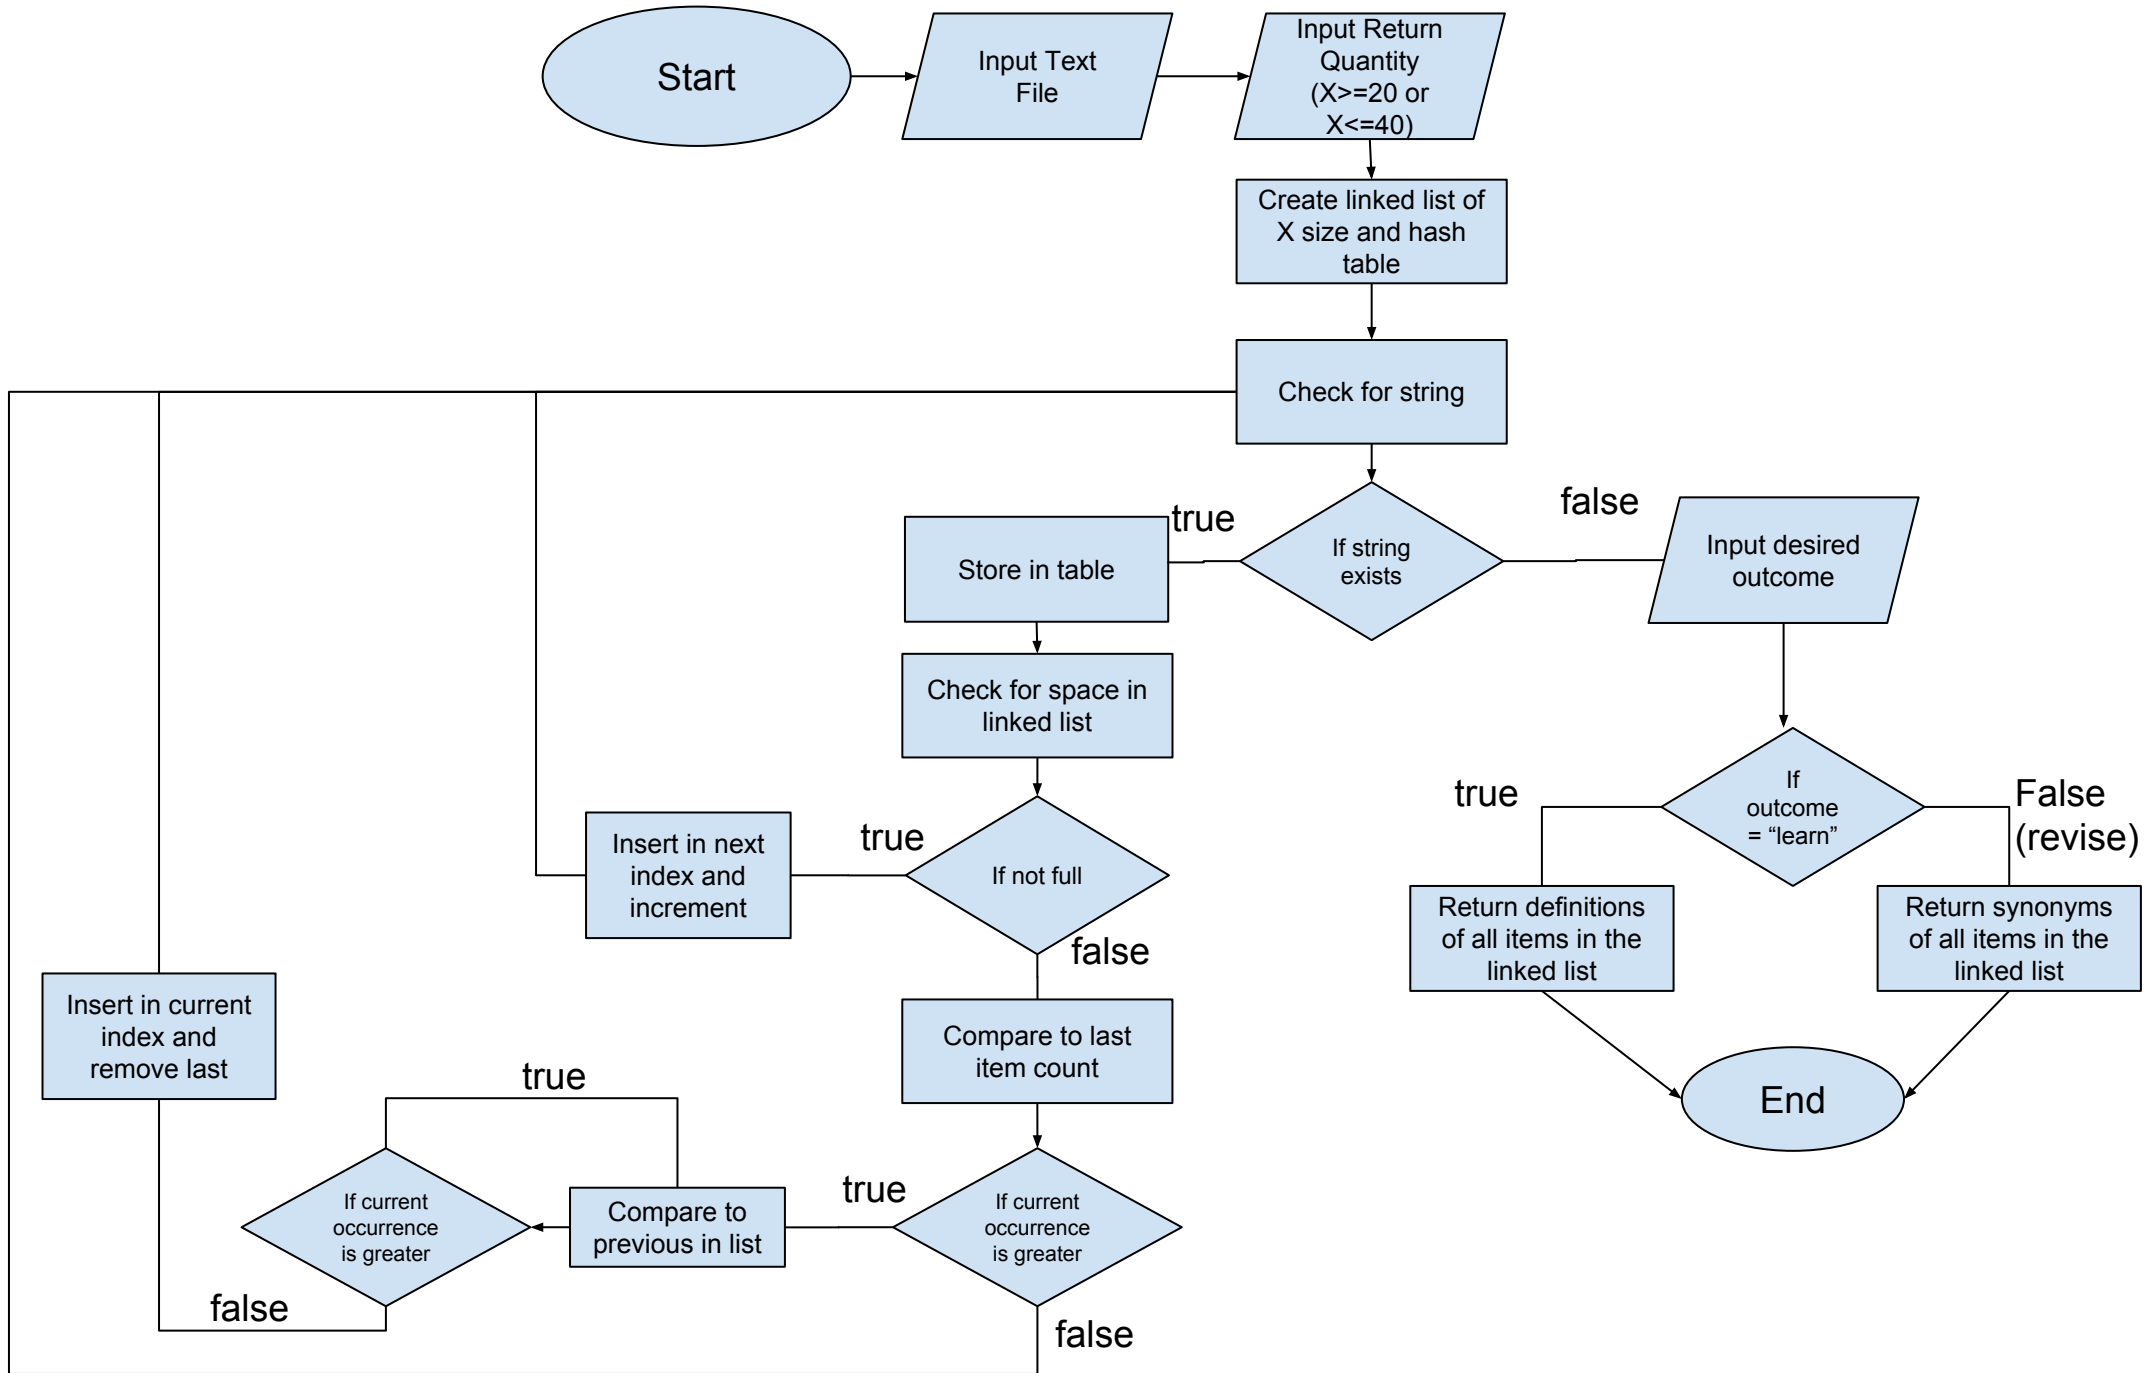 Start
Input Text
File
Input Return
Quantity
(X>=20 or
X<=40)
Create linked list of
X size and hash
table
Check for string
If string
exists
true
false
Store in table
Input desired
outcome
Check for space in
linked list
If not full
true
false
Insert in next
index and
increment
If
outcome
= “learn”
true
False
(revise)
Return definitions
of all items in the
linked list
Return synonyms
of all items in the
linked list
End
Compare to last
item count
If current
occurrence
is greater
true
false
Compare to
previous in list
If current
occurrence
is greater
true
false
Insert in current
index and
remove last